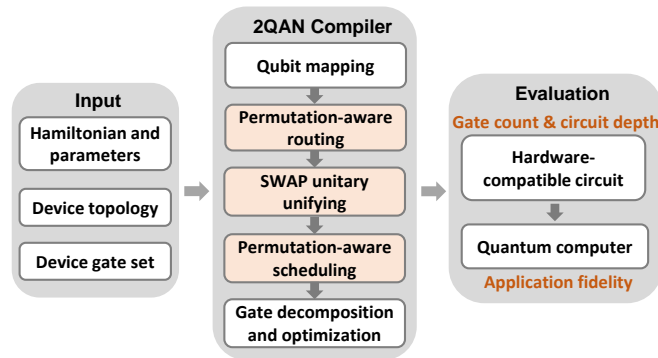 Input
Hamiltonian and
parameters
Device topology
Device gate set
2QAN Compiler
Qubit mapping
Permutation-aware
routing
SWAP unitary
unifying
Permutation-aware
scheduling
Gate decomposition
and optimization
Evaluation
Gate count & circuit depth
Hardware-
compatible circuit
Quantum computer
Application fidelity